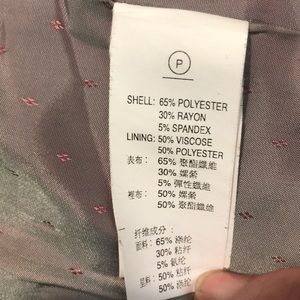 P
SHELL: 65% POLYESTER
30% RAYON
5% SPANDEX
LINING: 50% VISCOSE
50% POLYESTER
表布: 65% 聚酯纖維
30% 嫘縈
5% 彈性纖維
裡布: 50% 嫘縈
50% 聚酯纖維
纤维成分:
面料: 65% 涤纶
30% 粘纤
5% 氨纶
里料: 50% 粘纤
50% 涤纶